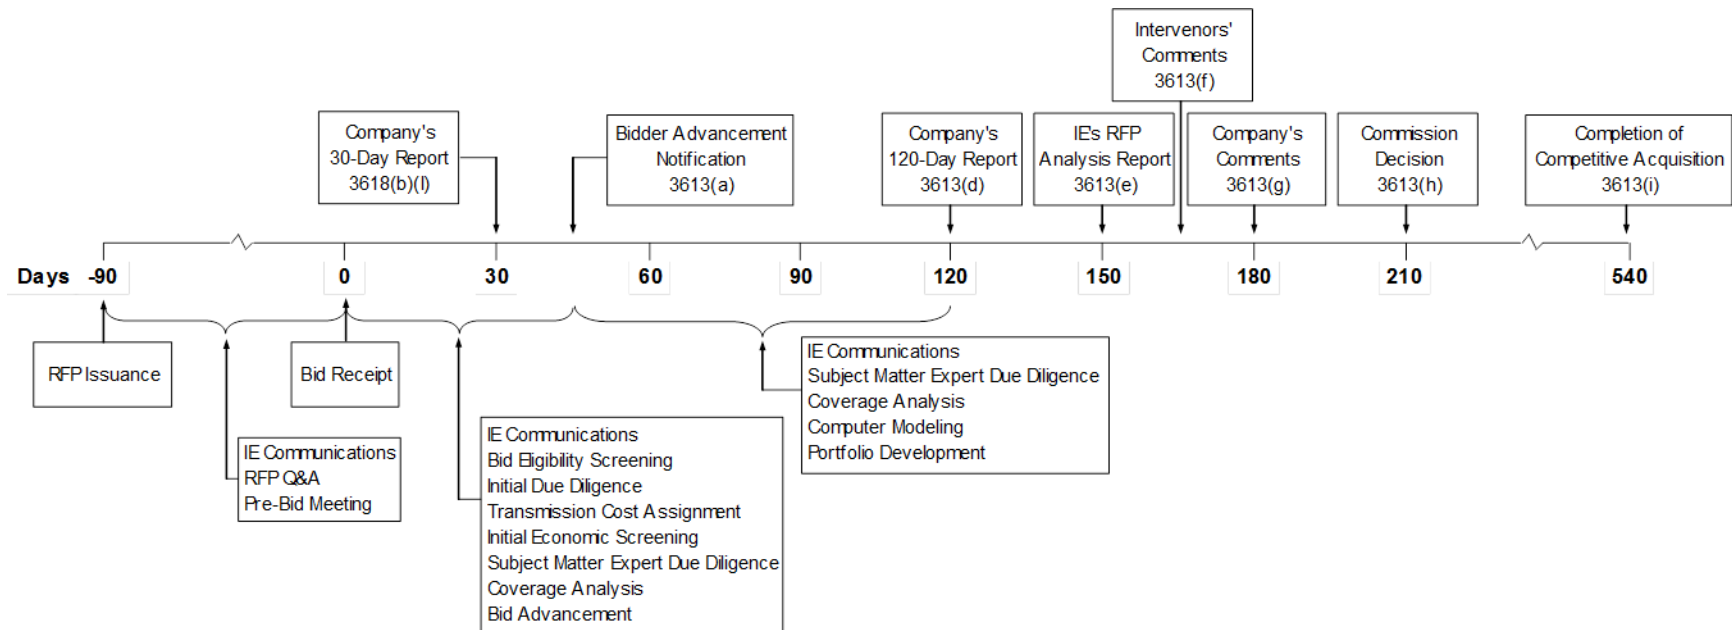 Intervenors'
Comments
3613(f)
Company's
30-Day Report
3618(b)(I)
Bidder Advancement
Notification
3613(a)
Company's
120-Day Report
3613(d)
IE's RFP
Analysis Report
3613(e)
Company's
Comments
3613(g)
Commission
Decision
3613(h)
Completion of
Competitive Acquisition
3613(i)
Days -90 0 30 60 90 120 150 180 210 540
RFP Issuance
Bid Receipt
IE Communications
RFP Q&A
Pre-Bid Meeting
IE Communications
Bid Eligibility Screening
Initial Due Diligence
Transmission Cost Assignment
Initial Economic Screening
Subject Matter Expert Due Diligence
Coverage Analysis
Bid Advancement
IE Communications
Subject Matter Expert Due Diligence
Coverage Analysis
Computer Modeling
Portfolio Development